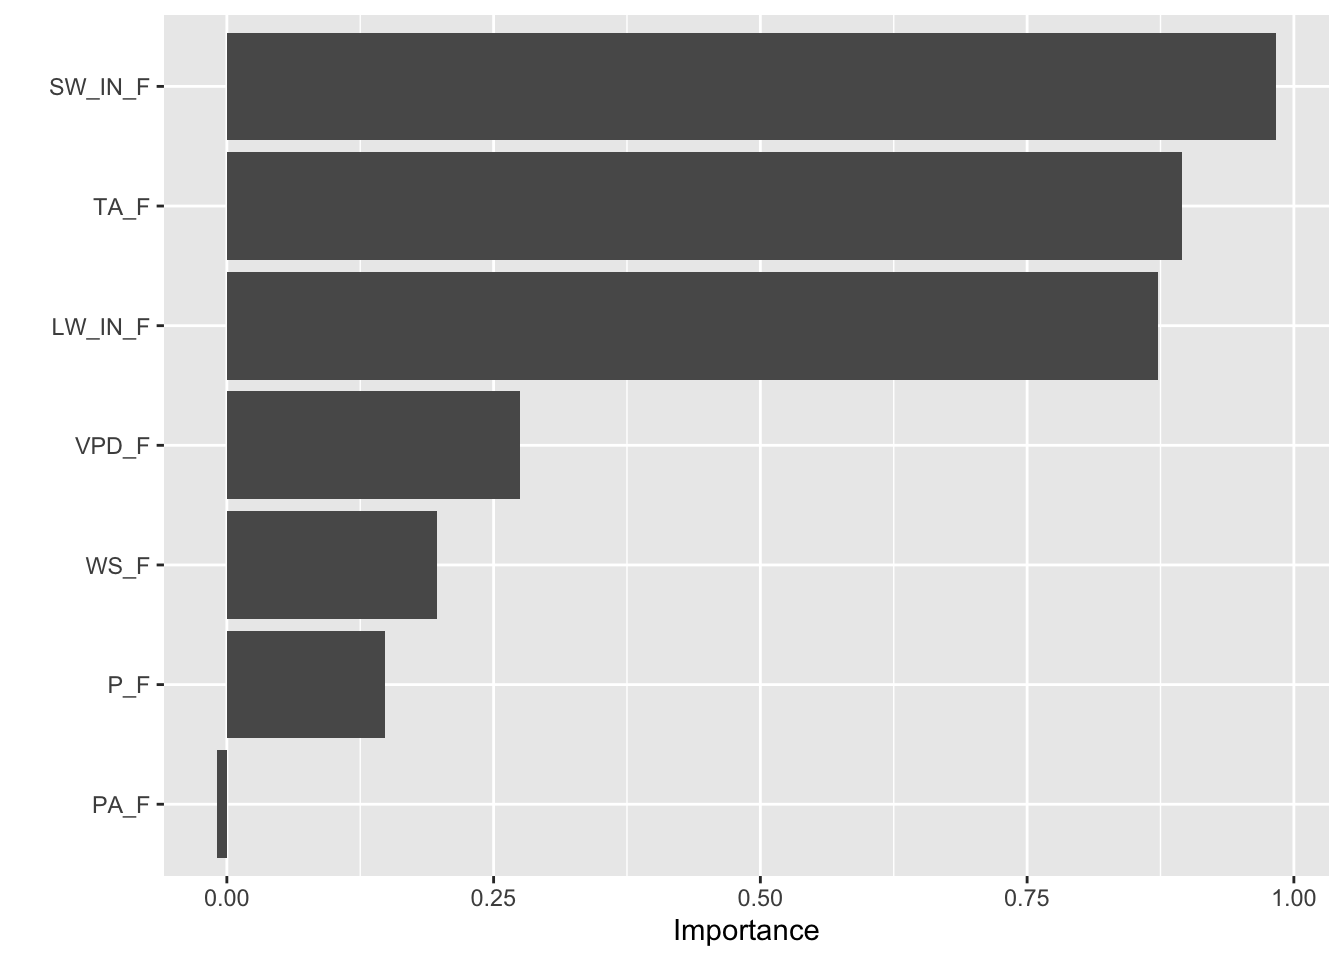 SW_IN_F
TA_F
LW_IN_F
VPD_F
WS_F
P_F
PA_F
0.00 0.25 0.50 0.75 1.00
Importance